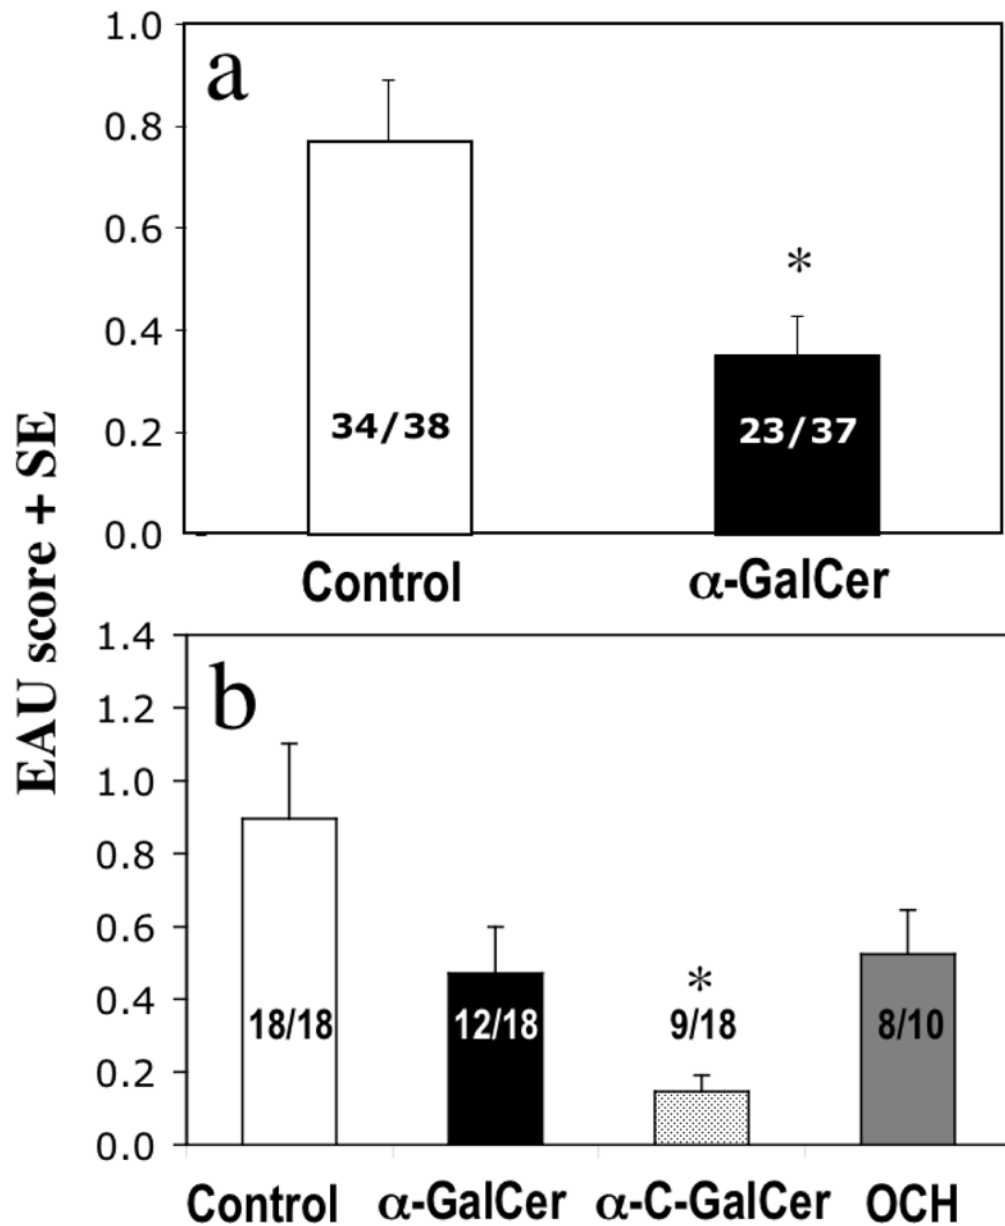 EAU score + SE
a
1.0
0.8
0.6
0.4
0.2
0.0
*
34/38
23/37
Control
α-GalCer
b
1.4
1.2
1.0
0.8
0.6
0.4
0.2
0.0
*
18/18
12/18
9/18
8/10
Control
α-GalCer
α-C-GalCer
OCH